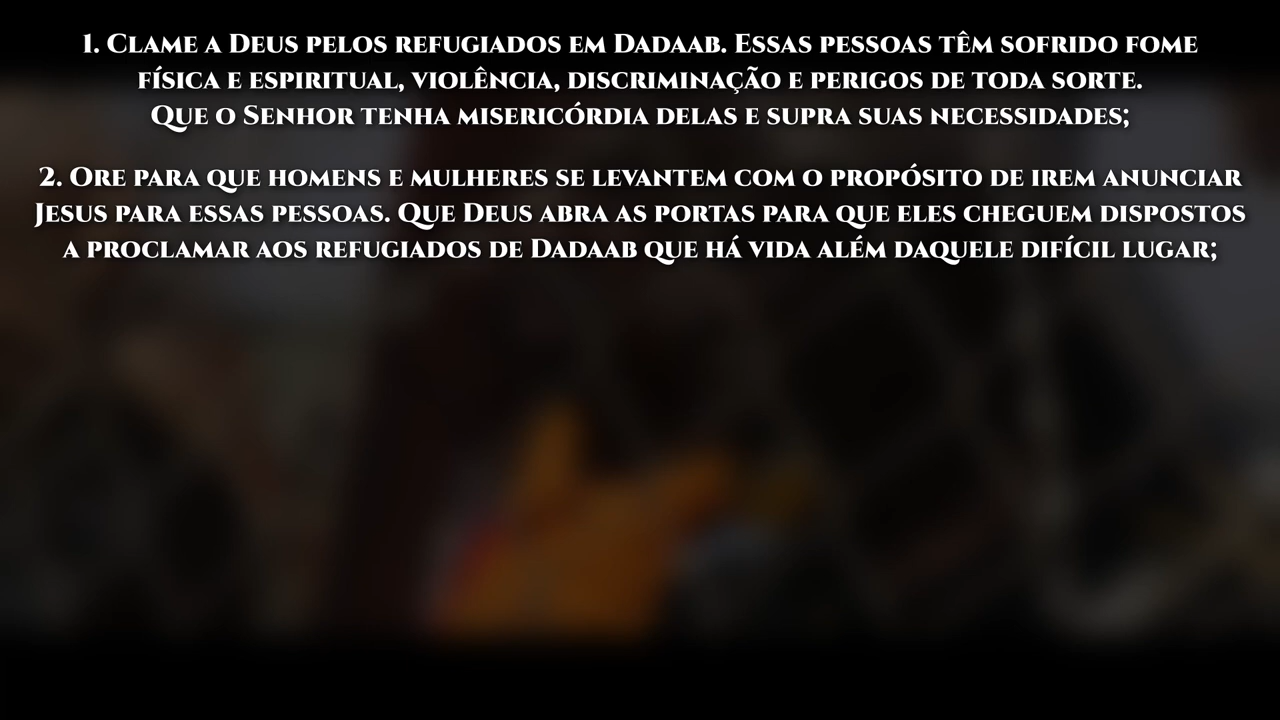 1. Clame a Deus pelos refugiados em Dadaab. Essas pessoas têm sofrido fome
física e espiritual, violência, discriminação e perigos de toda sorte.
Que o Senhor tenha misericórdia delas e supra suas necessidades;
2. Ore para que homens e mulheres se levantem com o propósito de irem anunciar
Jesus para essas pessoas. Que Deus abra as portas para que eles cheguem dispostos
a proclamar aos refugiados de Dadaab que há vida além daquele difícil lugar;